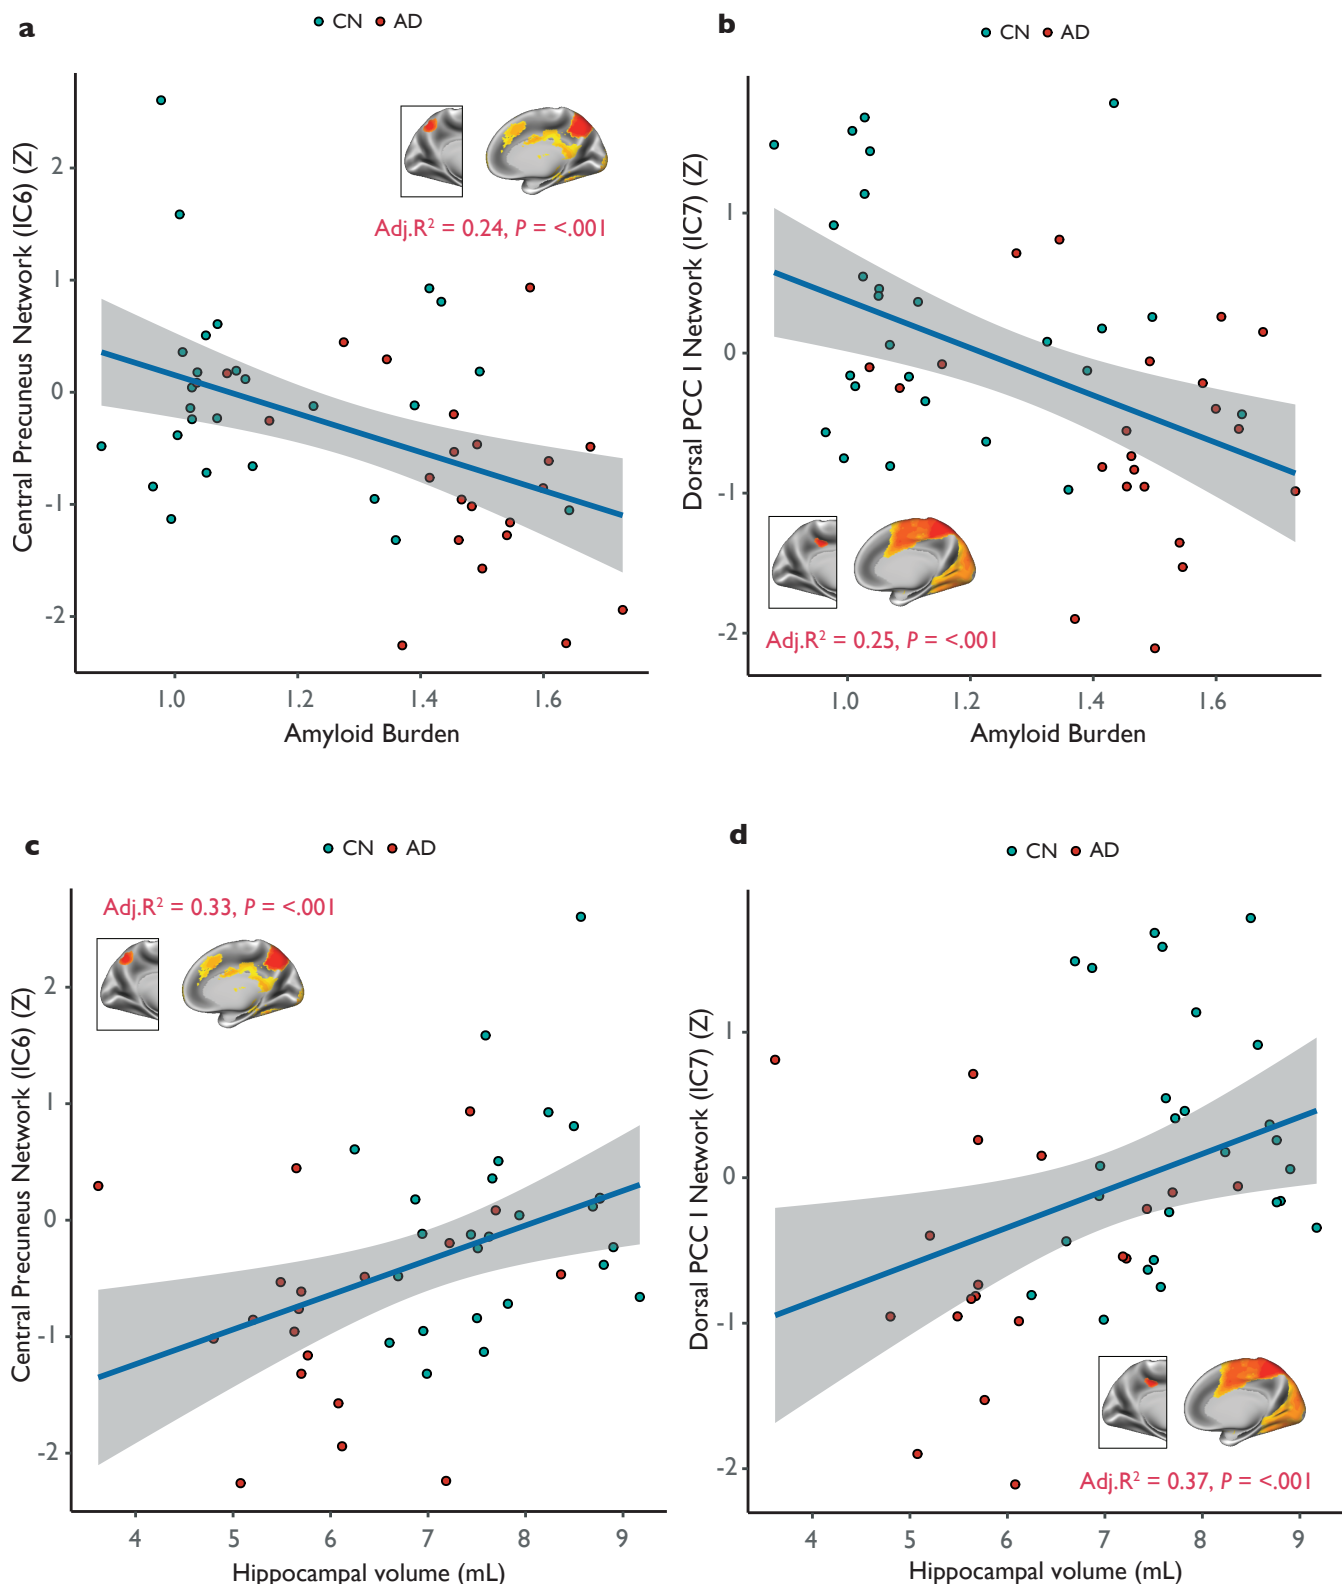 a
CN AD
Central Precuneus Network (IC6) (Z)
2
1
0
-1
-2
Adj.R² = 0.24, P = <.001
1.0 1.2 1.4 1.6
Amyloid Burden
b
CN AD
Dorsal PCC I Network (IC7) (Z)
1
0
-1
-2
Adj.R² = 0.25, P = <.001
1.0 1.2 1.4 1.6
Amyloid Burden
c
CN AD
Central Precuneus Network (IC6) (Z)
Adj.R² = 0.33, P = <.001
2
1
0
-1
-2
4 5 6 7 8 9
Hippocampal volume (mL)
d
CN AD
Dorsal PCC I Network (IC7) (Z)
1
0
-1
-2
Adj.R² = 0.37, P = <.001
4 5 6 7 8 9
Hippocampal volume (mL)